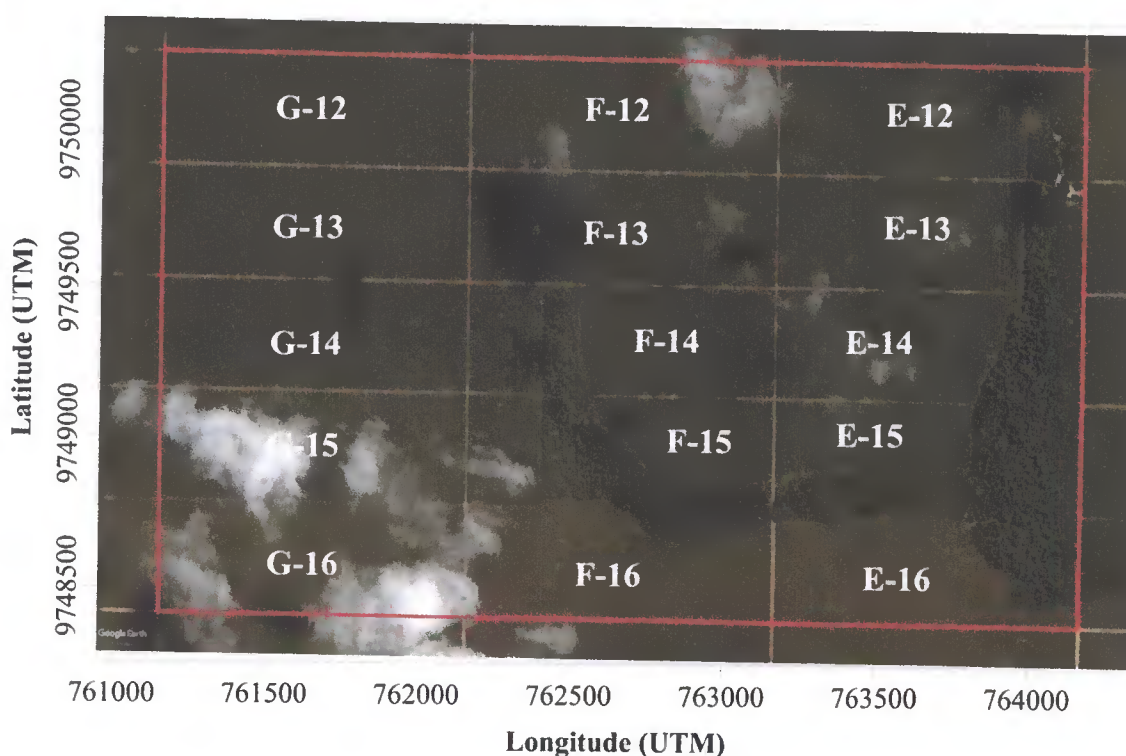 G-12 F-12 E-12
G-13 F-13 E-13
G-14 F-14 E-14
G-15 F-15 E-15
G-16 F-16 E-16
Google Earth
Latitude (UTM)
9750000
9749500
9749000
9748500
761000 761500 762000 762500 763000 763500 764000
Longitude (UTM)